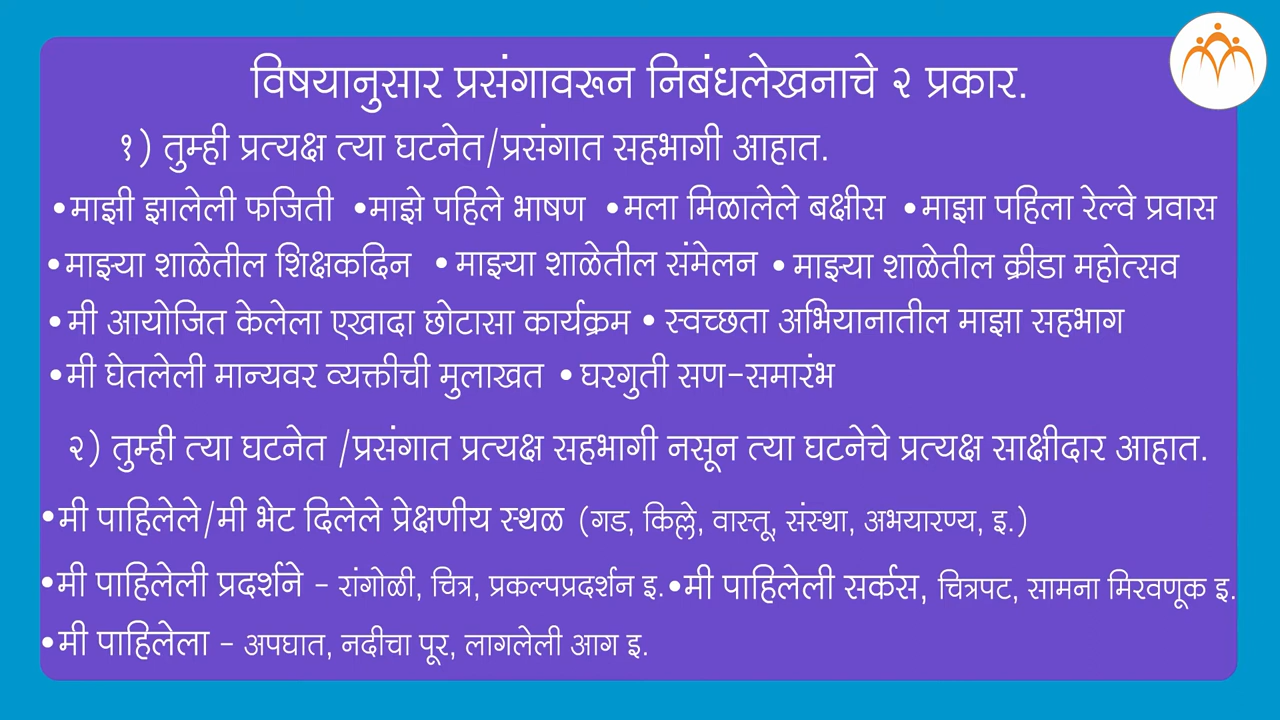 विषयानुसार प्रसंगावरून निबंधलेखनाचे २ प्रकार.
१) तुम्ही प्रत्यक्ष त्या घटनेत/प्रसंगात सहभागी आहात.
•माझी झालेली फजिती •माझे पहिले भाषण •मला मिळालेले बक्षीस •माझा पहिला रेल्वे प्रवास
•माझ्या शाळेतील शिक्षकदिन • माझ्या शाळेतील संमेलन • माझ्या शाळेतील क्रीडा महोत्सव
•मी आयोजित केलेला एखादा छोटासा कार्यक्रम • स्वच्छता अभियानातील माझा सहभाग
•मी घेतलेली मान्यवर व्यक्तीची मुलाखत • घरगुती सण-समारंभ
२) तुम्ही त्या घटनेत /प्रसंगात प्रत्यक्ष सहभागी नसून त्या घटनेचे प्रत्यक्ष साक्षीदार आहात.
•मी पाहिलेले/मी भेट दिलेले प्रेक्षणीय स्थळ (गड, किल्ले, वास्तू, संस्था, अभयारण्य, इ.)
•मी पाहिलेली प्रदर्शने - रांगोळी, चित्र, प्रकल्पप्रदर्शन इ.•मी पाहिलेली सर्कस, चित्रपट, सामना मिरवणूक इ.
•मी पाहिलेला - अपघात, नदीचा पूर, लागलेली आग इ.